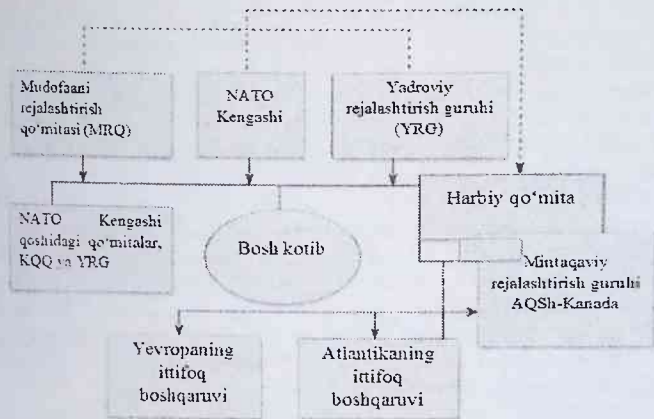 Mudofaani
rejalashtirish
qo‘mitasi (MRQ)
NATO
Kengashi
Yadroviy
rejalashtirish guruhi
(YRG)
NATO Kengashi
qoshidagi qo‘mitalar,
KQQ va YRG
Bosh kotib
Harbiy qo‘mita
Mintaqaviy
rejalashtirish guruhi
AQSh-Kanada
Yevropaning
ittifoq
boshqaruvi
Atlantikaning
ittifoq
boshqaruvi